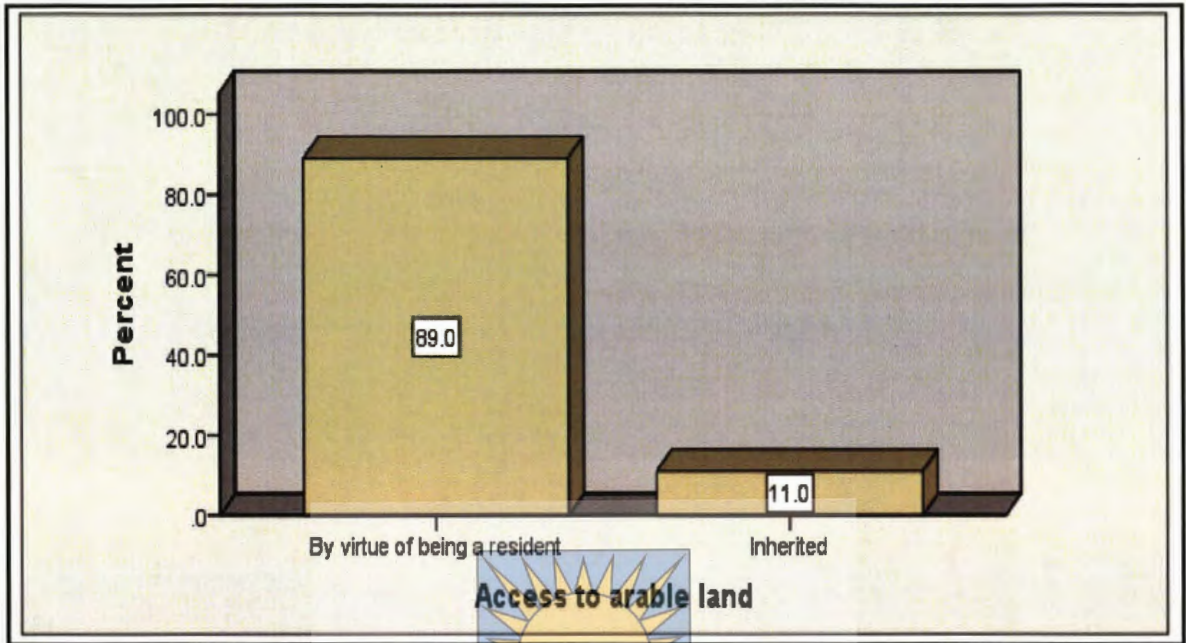 Percent
100.0
80.0
60.0
40.0
20.0
.0
89.0
11.0
By virtue of being a resident
Inherited
Access to arable land